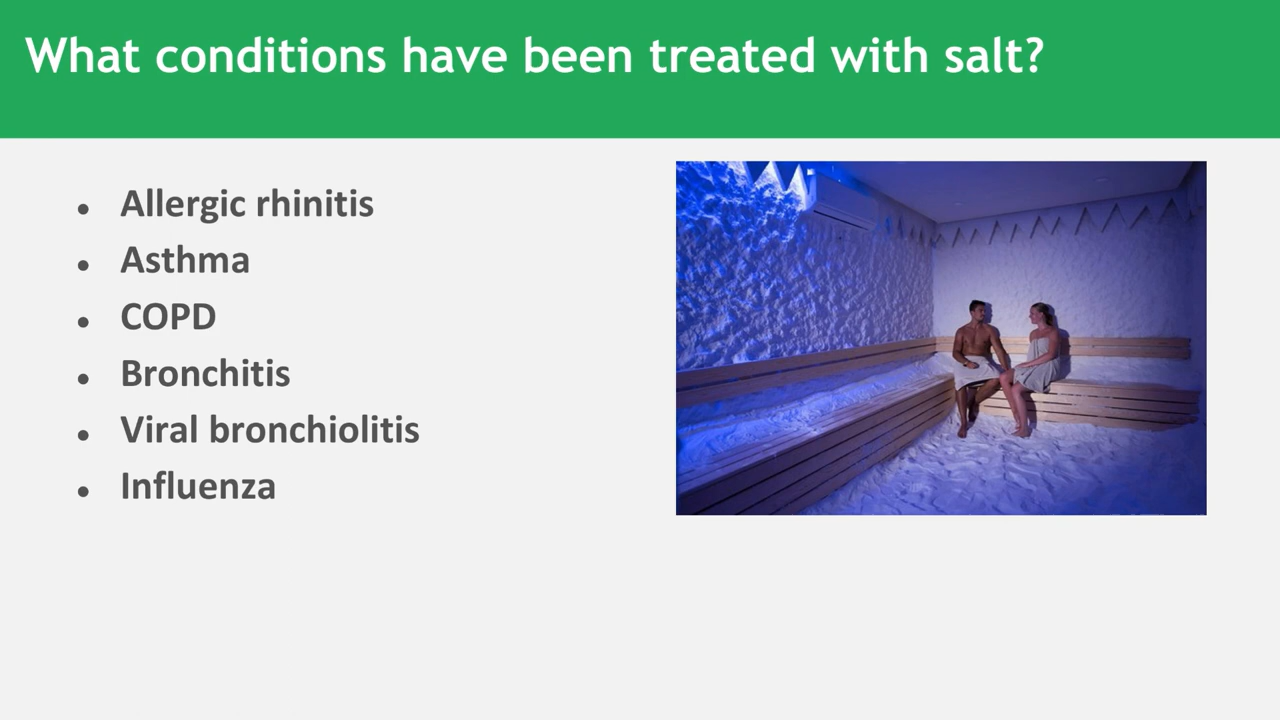 What conditions have been treated with salt?
• Allergic rhinitis
• Asthma
• COPD
• Bronchitis
• Viral bronchiolitis
• Influenza